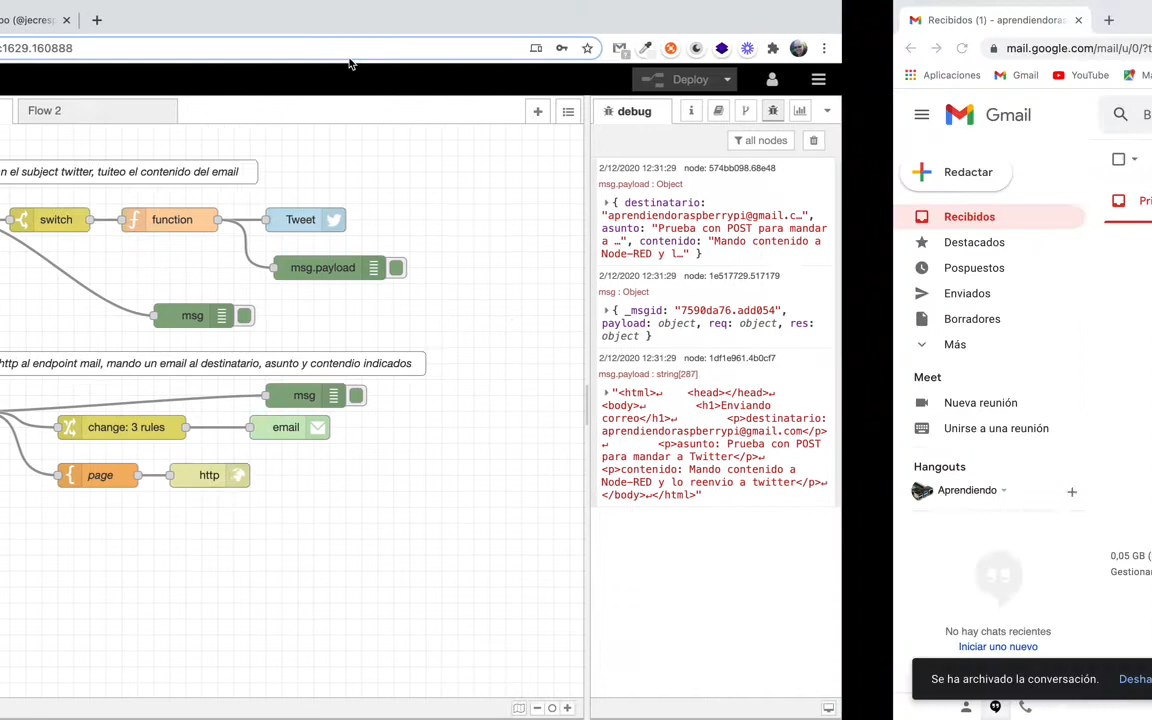 oo (@jecresp
Recibidos (1) - aprendiendoras
:1629.160888
mail.google.com/mail/u/0/?t
Aplicaciones
Gmail
YouTube
Ma
Deploy
Flow 2
debug
Gmail
B
all nodes
n el subject twitter, tuiteo el contenido del email
2/12/2020 12:31:29 node: 574bb098.68e48
msg.payload : Object
{ destinatario:
"aprendiendoraspberrypi@gmail.c…",
asunto: "Prueba con POST para mandar
a …", contenido: "Mando contenido a
Node-RED y l…" }
2/12/2020 12:31:29 node: 1e517729.517179
msg : Object
{ _msgid: "7590da76.add054",
payload: object, req: object, res:
object }
2/12/2020 12:31:29 node: 1df1e961.4b0cf7
msg.payload : string[287]
"<html>↵ <head></head>
<body>↵ <h1>Enviando
correo</h1>↵ <p>destinatario:
aprendiendoraspberrypi@gmail.com</p>
↵ <p>asunto: Prueba con POST
para mandar a Twitter</p>↵
<p>contenido: Mando contenido a
Node-RED y lo reenvio a twitter</p>↵
</body>↵</html>"
switch
function
Tweet
msg.payload
msg
http al endpoint mail, mando un email al destinatario, asunto y contendio indicados
msg
change: 3 rules
email
page
http
Redactar
Pri
Recibidos
Destacados
Pospuestos
Enviados
Borradores
Más
Meet
Nueva reunión
Unirse a una reunión
Hangouts
Aprendiendo
0,05 GB (
Gestionar
No hay chats recientes
Iniciar uno nuevo
Se ha archivado la conversación.
Desha